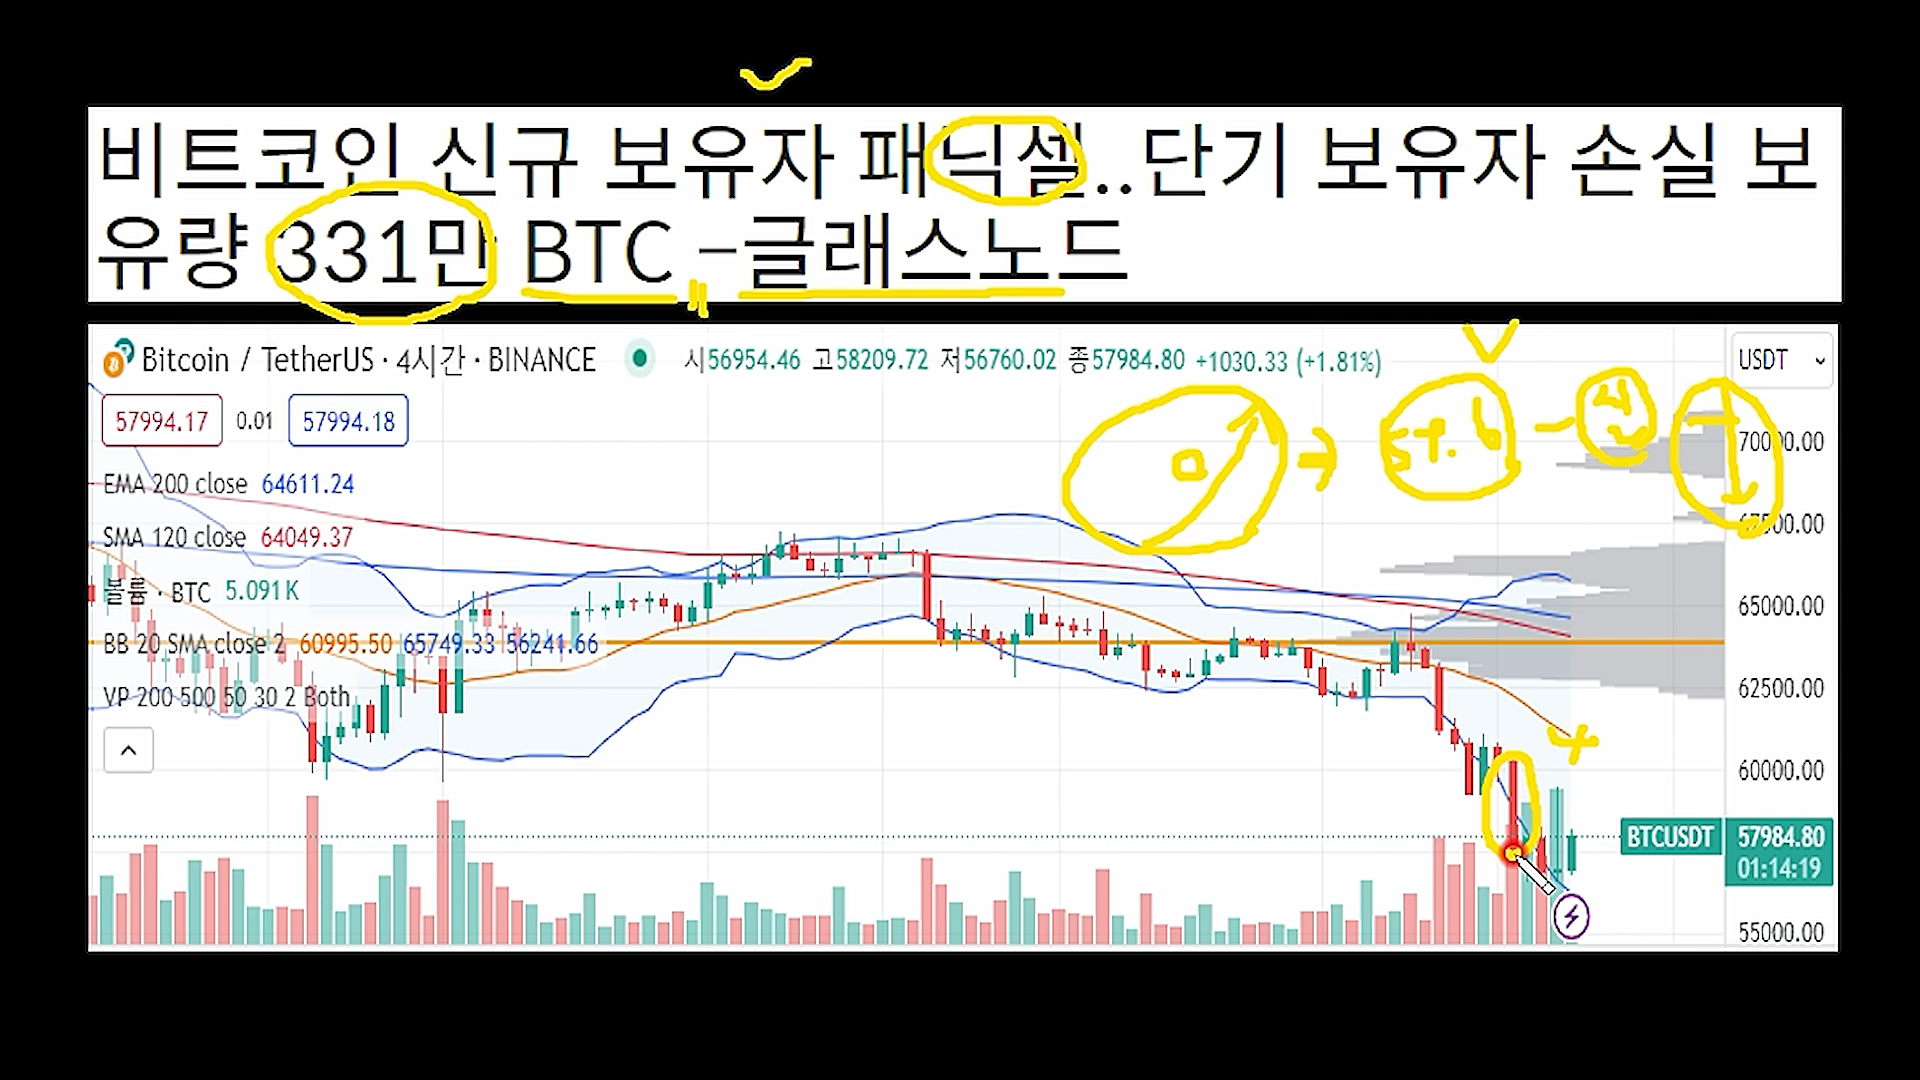 비트코인 신규 보유자 패닉셀..단기 보유자 손실 보
유량 331만 BTC -글래스노드
Bitcoin / TetherUS · 4시간 · BINANCE 시56954.46 고58209.72 저56760.02 종57984.80 +1030.33 (+1.81%)
USDT
57994.17 0.01 57994.18
EMA 200 close 64611.24
SMA 120 close 64049.37
볼륨 · BTC 5.091K
BB 20 SMA close 2 60995.50 65749.33 56241.66
VP 200 500 50 30 2 Both
70000.00
67500.00
65000.00
62500.00
60000.00
BTCUSDT 57984.80
01:14:19
55000.00